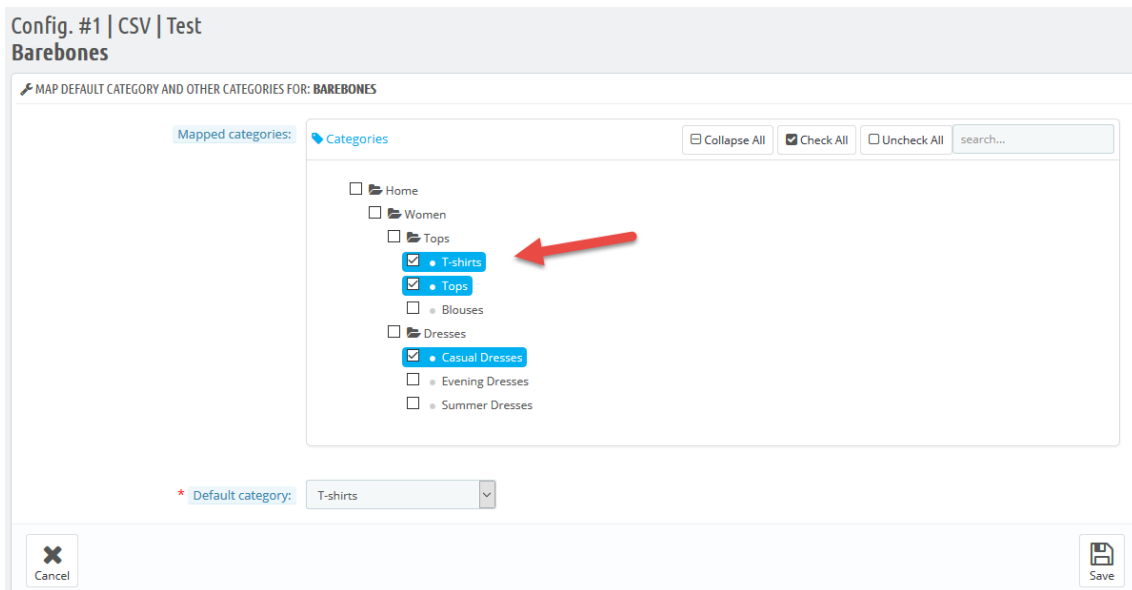 Config. #1 | CSV | Test
Barebones
MAP DEFAULT CATEGORY AND OTHER CATEGORIES FOR: BAREBONES
Mapped categories:
Categories
Collapse All
Check All
Uncheck All
search...
Home
Women
Tops
T-shirts
Tops
Blouses
Dresses
Casual Dresses
Evening Dresses
Summer Dresses
* Default category:
T-shirts
Cancel
Save